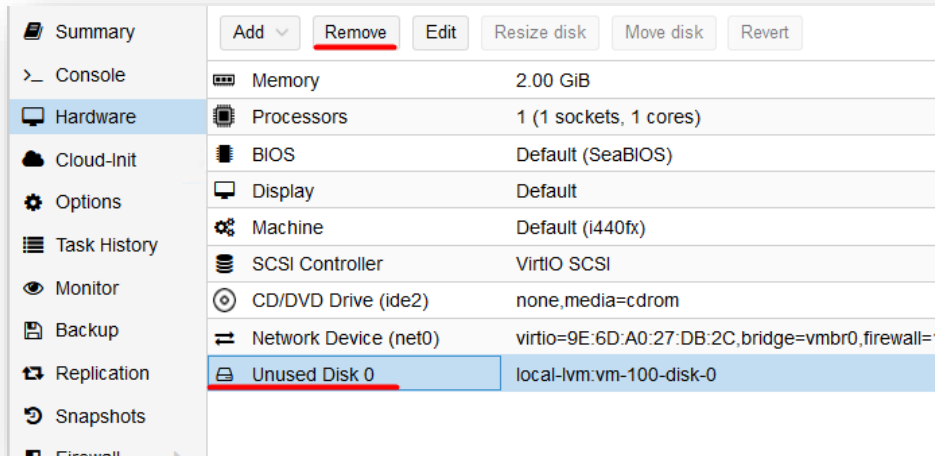 Summary
Console
Hardware
Cloud-Init
Options
Task History
Monitor
Backup
Replication
Snapshots
Firewall
Add Remove Edit Resize disk Move disk Revert
Memory 2.00 GiB
Processors 1 (1 sockets, 1 cores)
BIOS Default (SeaBIOS)
Display Default
Machine Default (i440fx)
SCSI Controller VirtIO SCSI
CD/DVD Drive (ide2) none,media=cdrom
Network Device (net0) virtio=9E:6D:A0:27:DB:2C,bridge=vmbr0,firewall=
Unused Disk 0 local-lvm:vm-100-disk-0